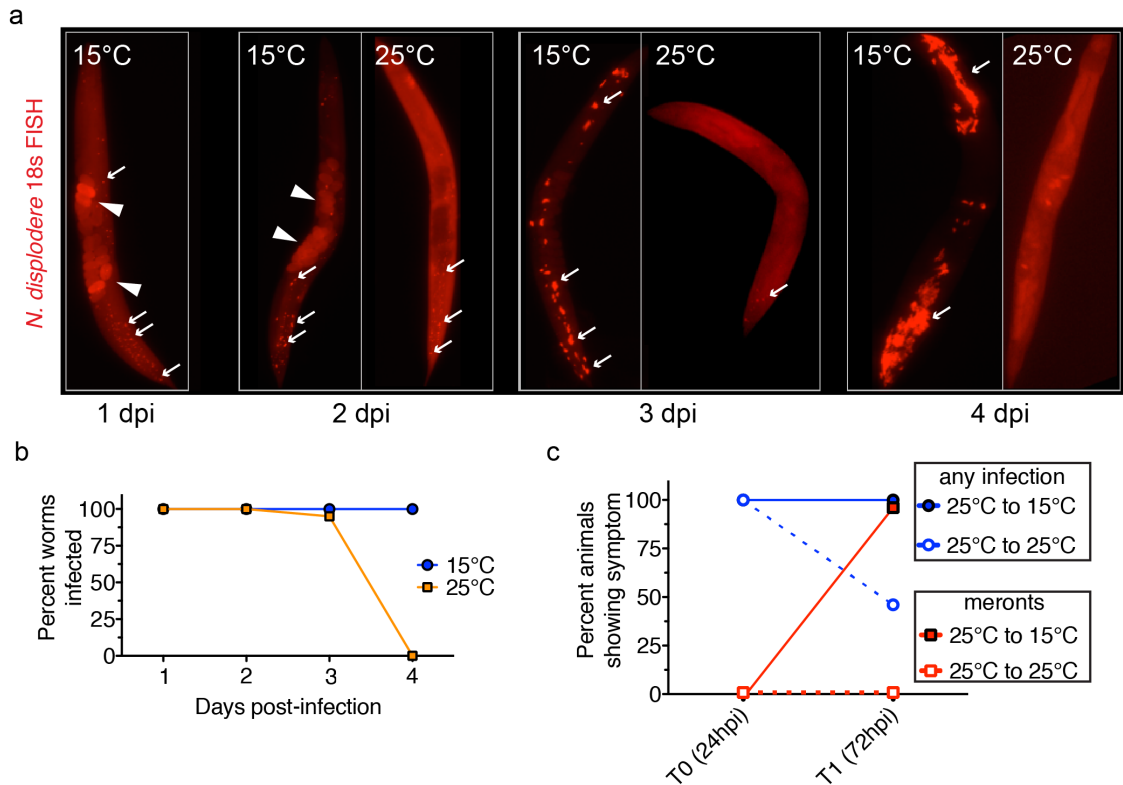 a
N. displodere 18s FISH
15°C
15°C 25°C
15°C 25°C
15°C 25°C
1 dpi
2 dpi
3 dpi
4 dpi
b
Percent worms
infected
100
75
50
25
0
1 2 3 4
Days post-infection
15°C
25°C
c
Percent animals
showing symptom
100
75
50
25
0
T0 (24hpi)
T1 (72hpi)
any infection
25°C to 15°C
25°C to 25°C
meronts
25°C to 15°C
25°C to 25°C